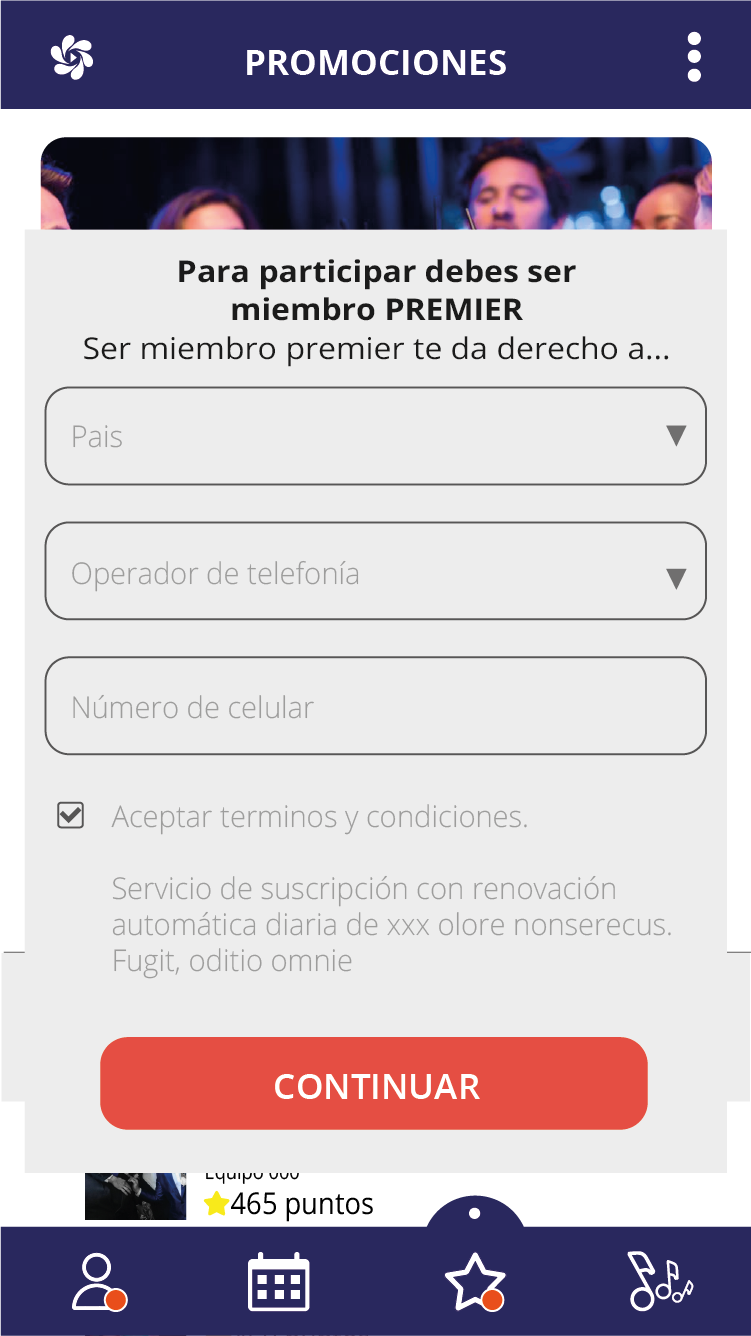 PROMOCIONES
Para participar debes ser
miembro PREMIER
Ser miembro premier te da derecho a...
Pais
Operador de telefonía
Número de celular
Aceptar terminos y condiciones.
Servicio de suscripción con renovación
automática diaria de xxx olore nonserecus.
Fugit, oditio omnie
CONTINUAR
Equipo 000
465 puntos